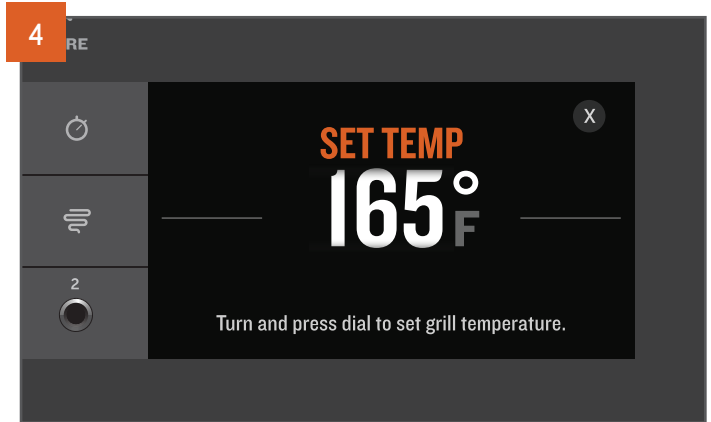 4
RE
X
SET TEMP
165°F
2
Turn and press dial to set grill temperature.